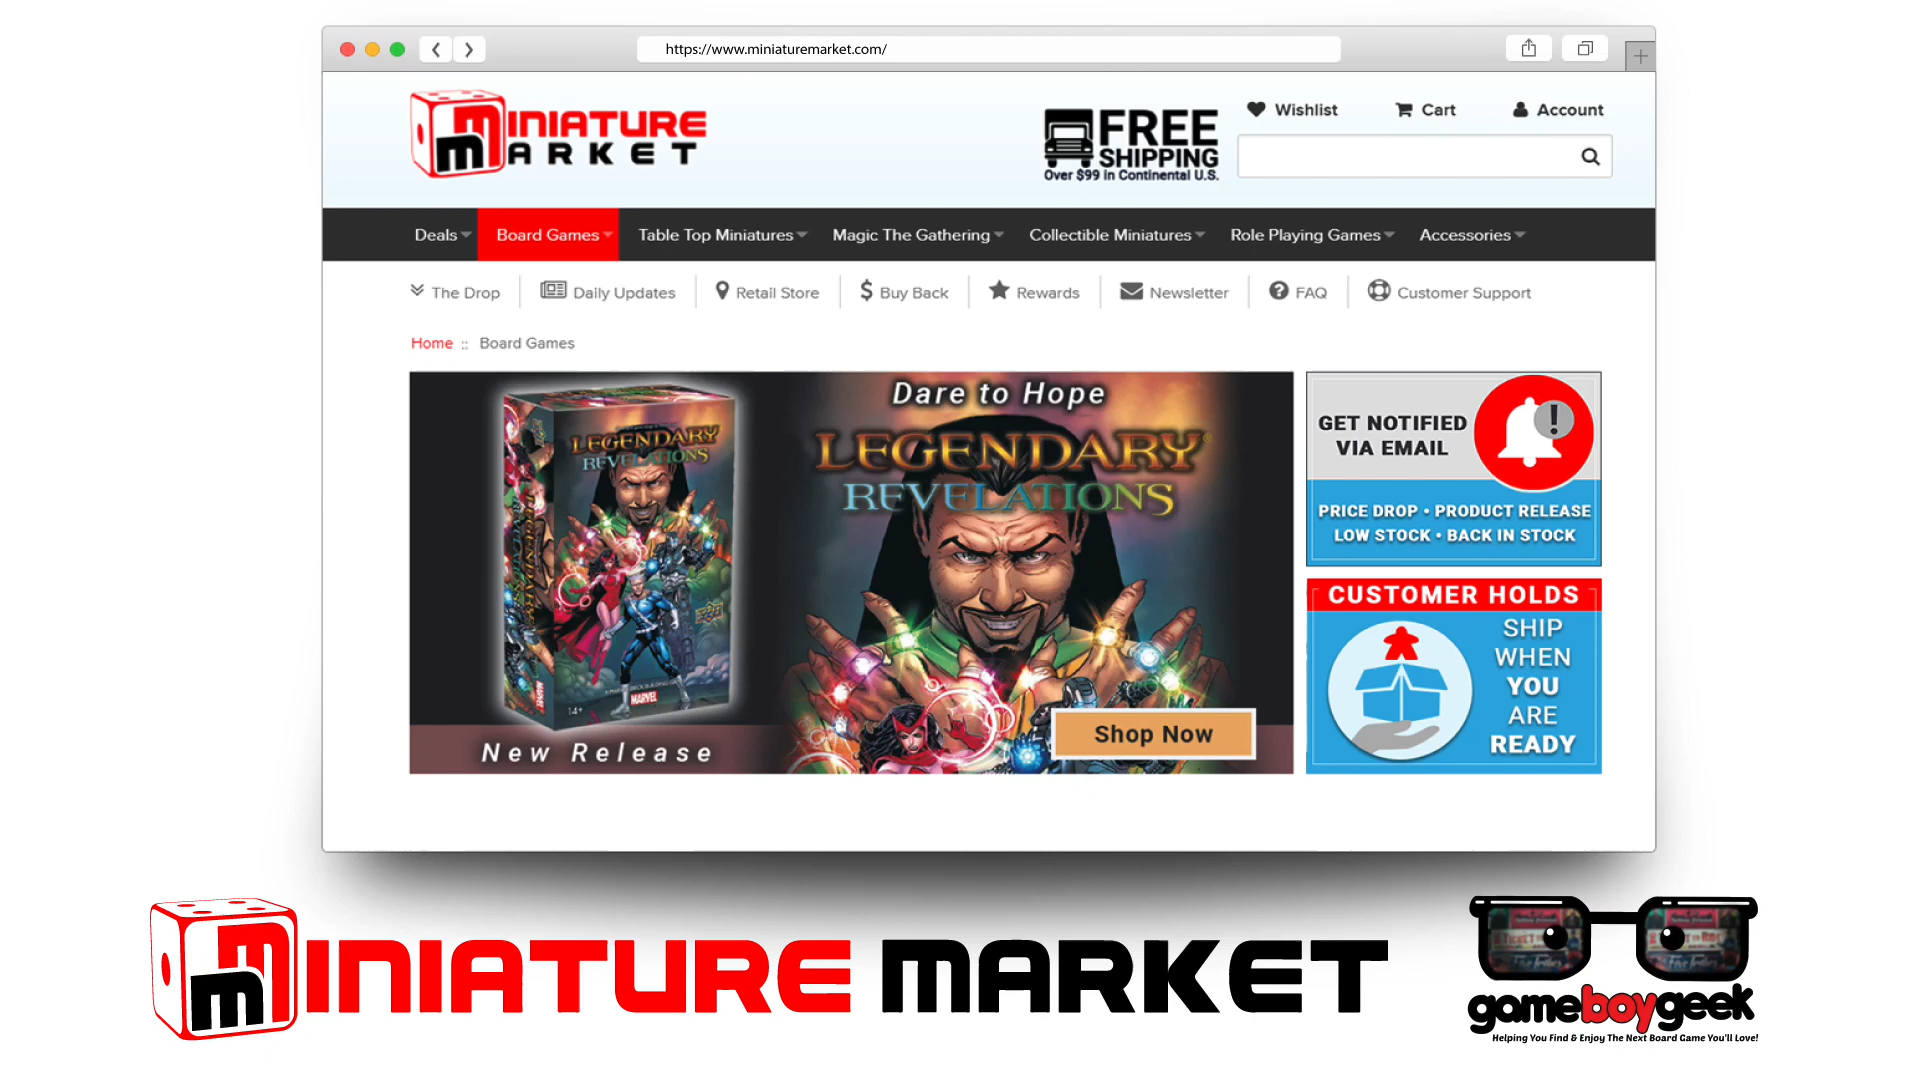 https://www.miniaturemarket.com/
MINIATURE
MARKET
FREE
SHIPPING
Over $99 in Continental U.S.
Wishlist
Cart
Account
Deals
Board Games
Table Top Miniatures
Magic The Gathering
Collectible Miniatures
Role Playing Games
Accessories
The Drop
Daily Updates
Retail Store
$ Buy Back
Rewards
Newsletter
? FAQ
Customer Support
Home :: Board Games
LEGENDARY
REVELATIONS
MARVEL
14+
New Release
Dare to Hope
LEGENDARY®
REVELATIONS
Shop Now
GET NOTIFIED
VIA EMAIL
!
PRICE DROP • PRODUCT RELEASE
LOW STOCK • BACK IN STOCK
CUSTOMER HOLDS
SHIP
WHEN
YOU
ARE
READY
MINIATURE MARKET
gameboygeek
Helping You Find & Enjoy The Next Board Game You'll Love!